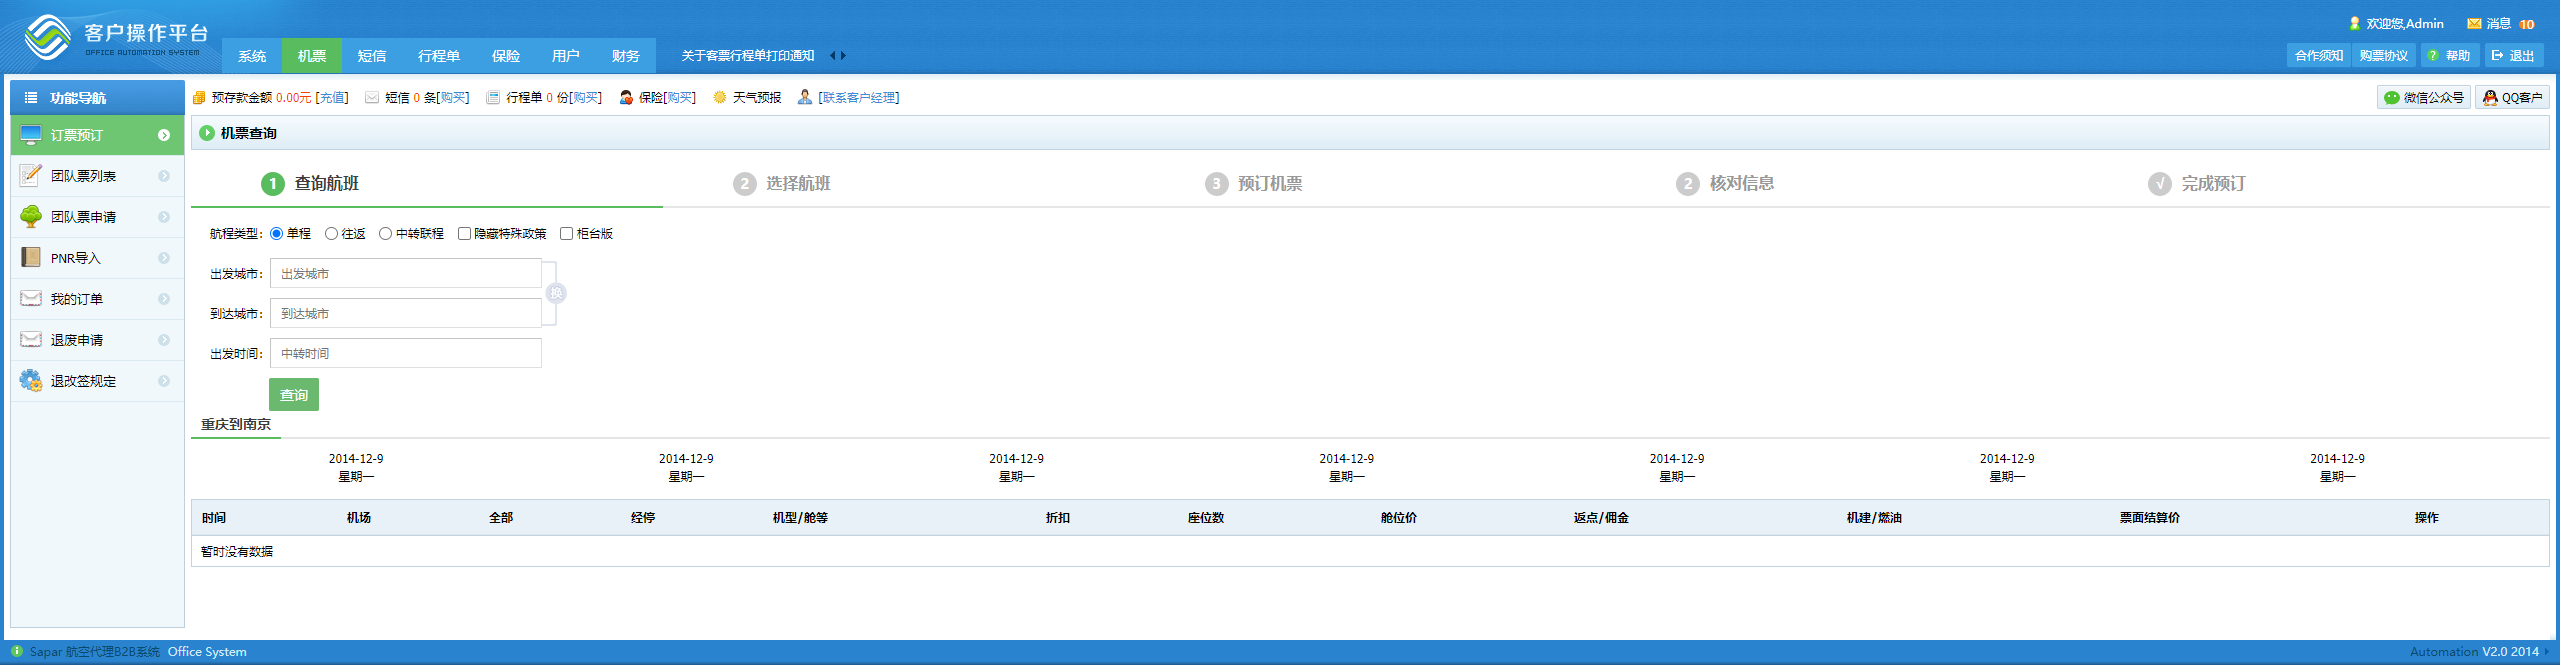 客户操作平台
OFFICE AUTOMATION SYSTEM
系统 机票 短信 行程单 保险 用户 财务 关于客票行程单打印通知
欢迎您,Admin 消息 10
合作须知 购票协议 ? 帮助 退出
功能导航
订票预订
团队票列表
团队票申请
PNR导入
我的订单
退废申请
退改签规定
预存款金额 0.00元 [充值] 短信 0 条[购买] 行程单 0 份[购买] 保险[购买] 天气预报 [联系客户经理]
微信公众号 QQ客户
机票查询
1 查询航班 2 选择航班 3 预订机票 2 核对信息 √ 完成预订
航程类型: 单程 往返 中转联程 隐藏特殊政策 柜台版
出发城市: 出发城市
换
到达城市: 到达城市
出发时间: 中转时间
查询
重庆到南京
2014-12-9 2014-12-9 2014-12-9 2014-12-9 2014-12-9 2014-12-9 2014-12-9
星期一 星期一 星期一 星期一 星期一 星期一 星期一
时间 机场 全部 经停 机型/舱等 折扣 座位数 舱位价 返点/佣金 机建/燃油 票面结算价 操作
暂时没有数据
Sapar 航空代理B2B系统 Office System
Automation V2.0 2014